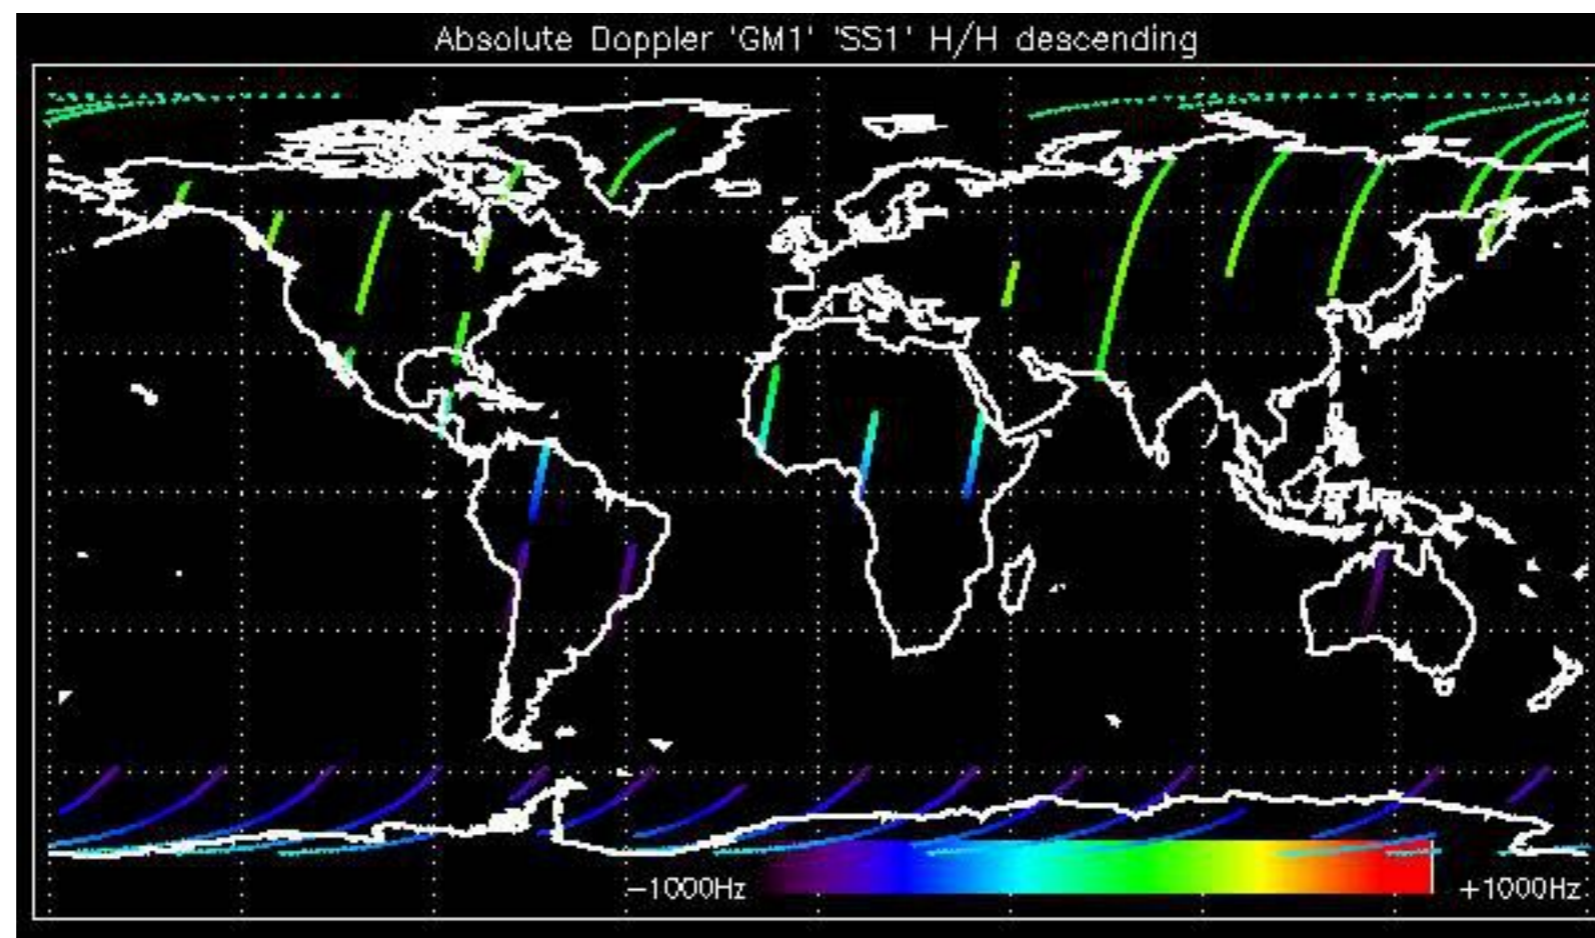 Absolute Doppler 'GM1' 'SS1' H/H descending
−1000Hz +1000Hz